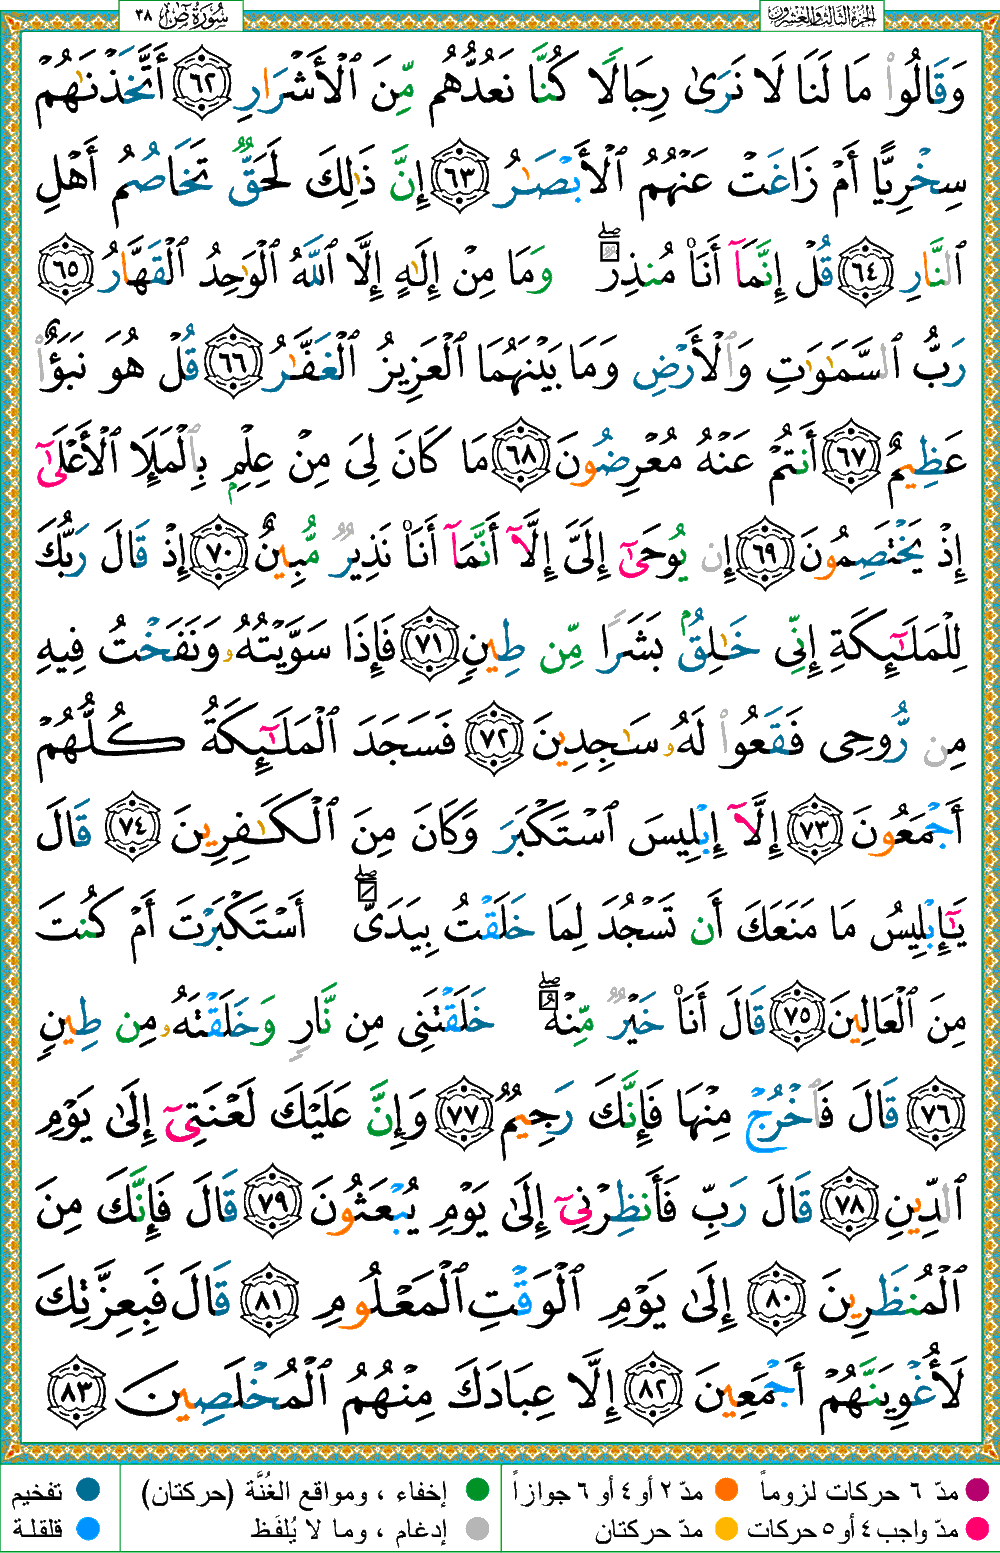 سُورَةُ صٓ ٣٨
الجزء الثالث والعشرون
وَقَالُوا۟ مَا لَنَا لَا نَرَىٰ رِجَالًا كُنَّا نَعُدُّهُم مِّنَ ٱلْأَشْرَارِ ٦٢ أَتَّخَذْنَٰهُمْ
سِخْرِيًّا أَمْ زَاغَتْ عَنْهُمُ ٱلْأَبْصَٰرُ ٦٣ إِنَّ ذَٰلِكَ لَحَقٌّ تَخَاصُمُ أَهْلِ
ٱلنَّارِ ٦٤ قُلْ إِنَّمَآ أَنَا۠ مُنذِرٌ ۖ وَمَا مِنْ إِلَٰهٍ إِلَّا ٱللَّهُ ٱلْوَٰحِدُ ٱلْقَهَّارُ ٦٥
رَبُّ ٱلسَّمَٰوَٰتِ وَٱلْأَرْضِ وَمَا بَيْنَهُمَا ٱلْعَزِيزُ ٱلْغَفَّٰرُ ٦٦ قُلْ هُوَ نَبَؤٌا۟
عَظِيمٌ ٦٧ أَنتُمْ عَنْهُ مُعْرِضُونَ ٦٨ مَا كَانَ لِىَ مِنْ عِلْمٍۭ بِٱلْمَلَإِ ٱلْأَعْلَىٰٓ
إِذْ يَخْتَصِمُونَ ٦٩ إِن يُوحَىٰٓ إِلَىَّ إِلَّآ أَنَّمَآ أَنَا۠ نَذِيرٌ مُّبِينٌ ٧٠ إِذْ قَالَ رَبُّكَ
لِلْمَلَٰٓئِكَةِ إِنِّى خَٰلِقٌۢ بَشَرًا مِّن طِينٍ ٧١ فَإِذَا سَوَّيْتُهُۥ وَنَفَخْتُ فِيهِ
مِن رُّوحِى فَقَعُوا۟ لَهُۥ سَٰجِدِينَ ٧٢ فَسَجَدَ ٱلْمَلَٰٓئِكَةُ كُلُّهُمْ
أَجْمَعُونَ ٧٣ إِلَّآ إِبْلِيسَ ٱسْتَكْبَرَ وَكَانَ مِنَ ٱلْكَٰفِرِينَ ٧٤ قَالَ
يَٰٓإِبْلِيسُ مَا مَنَعَكَ أَن تَسْجُدَ لِمَا خَلَقْتُ بِيَدَىَّ ۖ أَسْتَكْبَرْتَ أَمْ كُنتَ
مِنَ ٱلْعَالِينَ ٧٥ قَالَ أَنَا۠ خَيْرٌ مِّنْهُ ۖ خَلَقْتَنِى مِن نَّارٍ وَخَلَقْتَهُۥ مِن طِينٍ
٧٦ قَالَ فَٱخْرُجْ مِنْهَا فَإِنَّكَ رَجِيمٌ ٧٧ وَإِنَّ عَلَيْكَ لَعْنَتِىٓ إِلَىٰ يَوْمِ
ٱلدِّينِ ٧٨ قَالَ رَبِّ فَأَنظِرْنِىٓ إِلَىٰ يَوْمِ يُبْعَثُونَ ٧٩ قَالَ فَإِنَّكَ مِنَ
ٱلْمُنظَرِينَ ٨٠ إِلَىٰ يَوْمِ ٱلْوَقْتِ ٱلْمَعْلُومِ ٨١ قَالَ فَبِعِزَّتِكَ
لَأُغْوِيَنَّهُمْ أَجْمَعِينَ ٨٢ إِلَّا عِبَادَكَ مِنْهُمُ ٱلْمُخْلَصِينَ ٨٣
مدّ ٦ حركات لزوماً مدّ ٢ أو ٤ أو ٦ جوازاً إخفاء ، ومواقع الغُنَّة (حركتان) تفخيم
مدّ واجب ٤ أو ٥ حركات مدّ حركتان إدغام ، وما لا يُلفَظ قلقلة